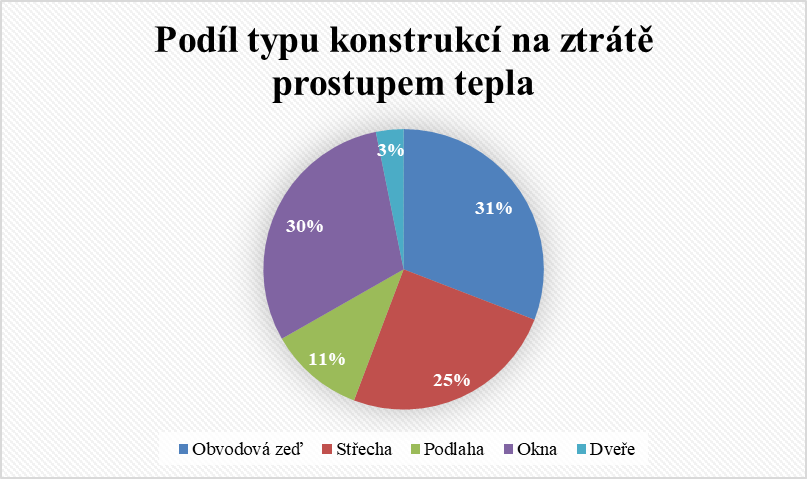 Podíl typu konstrukcí na ztrátě
prostupem tepla
3%
31%
30%
11%
25%
Obvodová zeď Střecha Podlaha Okna Dveře